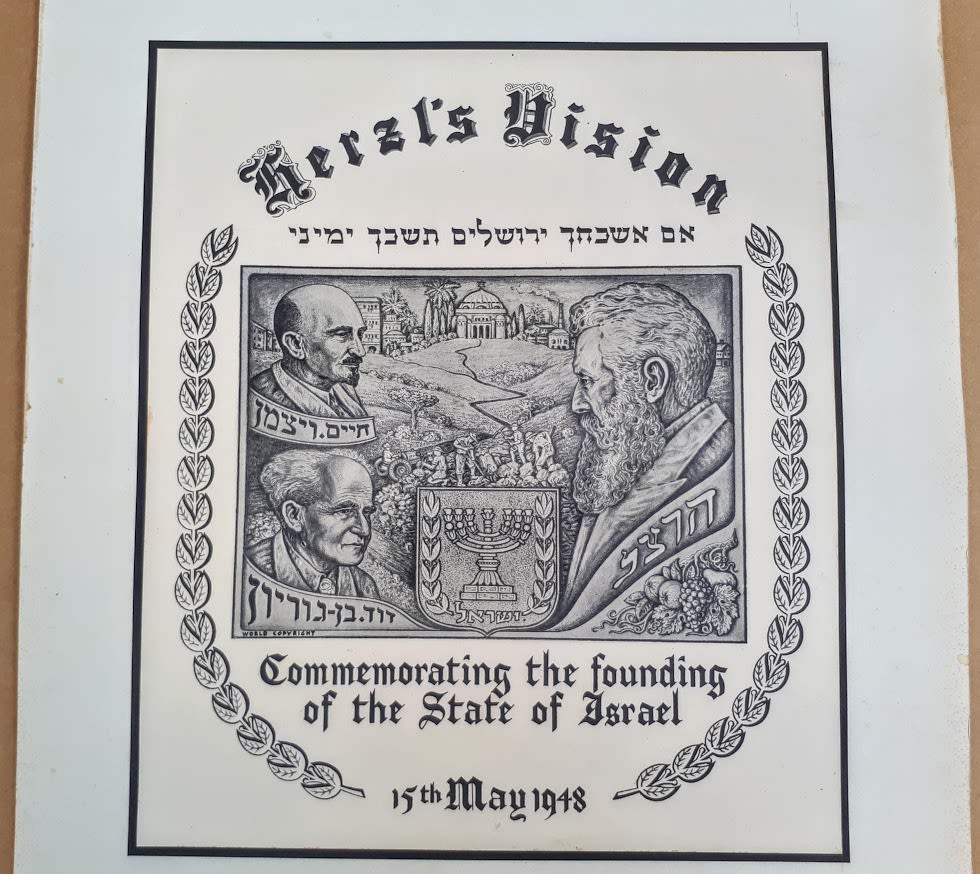 Herzl's Vision
אם אשכחך ירושלים תשכך ימיני
חיים.ויצמן
הרצל
דוד.בן-גוריון
ישראל
WORLD COPYRIGHT
Commemorating the founding
of the State of Israel
15th May 1948